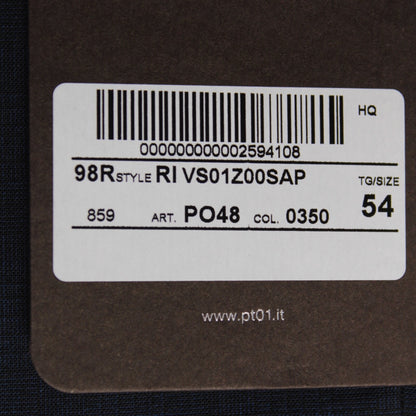 HQ
000000000002594108
98R STYLE RI VS01Z00SAP
TG/SIZE
859 ART. PO48 COL. 0350 54
www.pt01.it